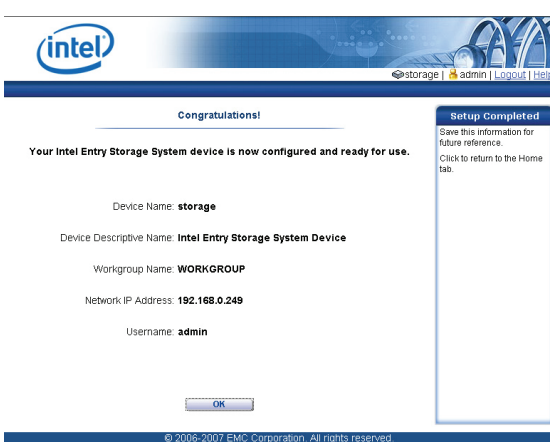 intel
storage | admin | Logout | Help
Congratulations!
Your Intel Entry Storage System device is now configured and ready for use.
Device Name: storage
Device Descriptive Name: Intel Entry Storage System Device
Workgroup Name: WORKGROUP
Network IP Address: 192.168.0.249
Username: admin
OK
Setup Completed
Save this information for
future reference.
Click to return to the Home
tab.
© 2006-2007 EMC Corporation. All rights reserved.